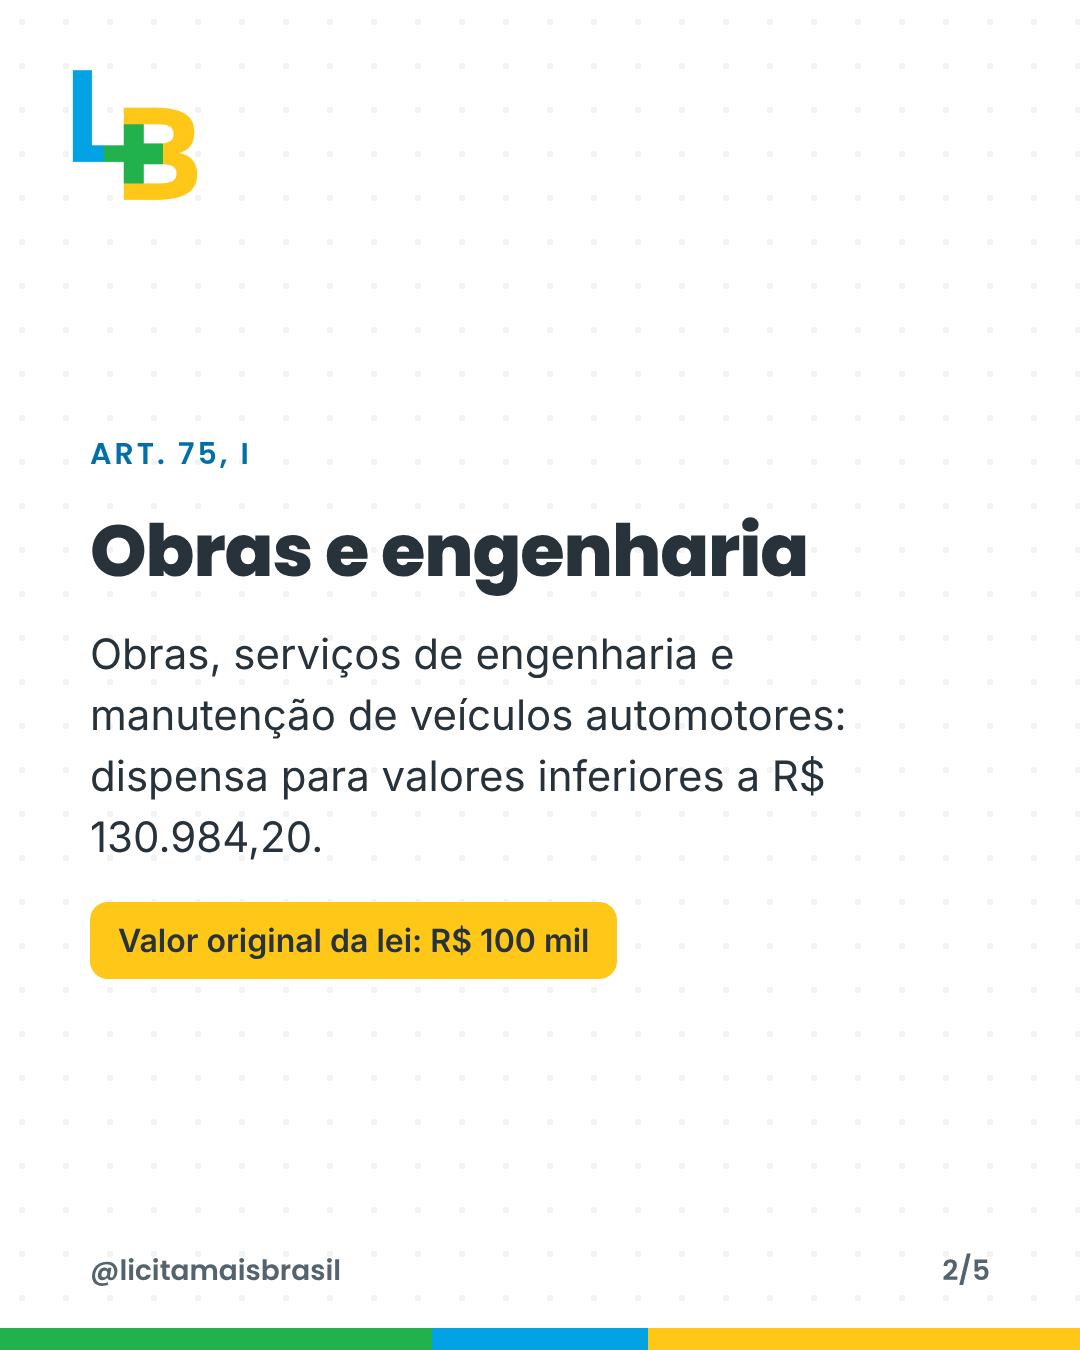 L+B
ART. 75, I
Obras e engenharia
Obras, serviços de engenharia e
manutenção de veículos automotores:
dispensa para valores inferiores a R$
130.984,20.
Valor original da lei: R$ 100 mil
@licitamaisbrasil
2/5